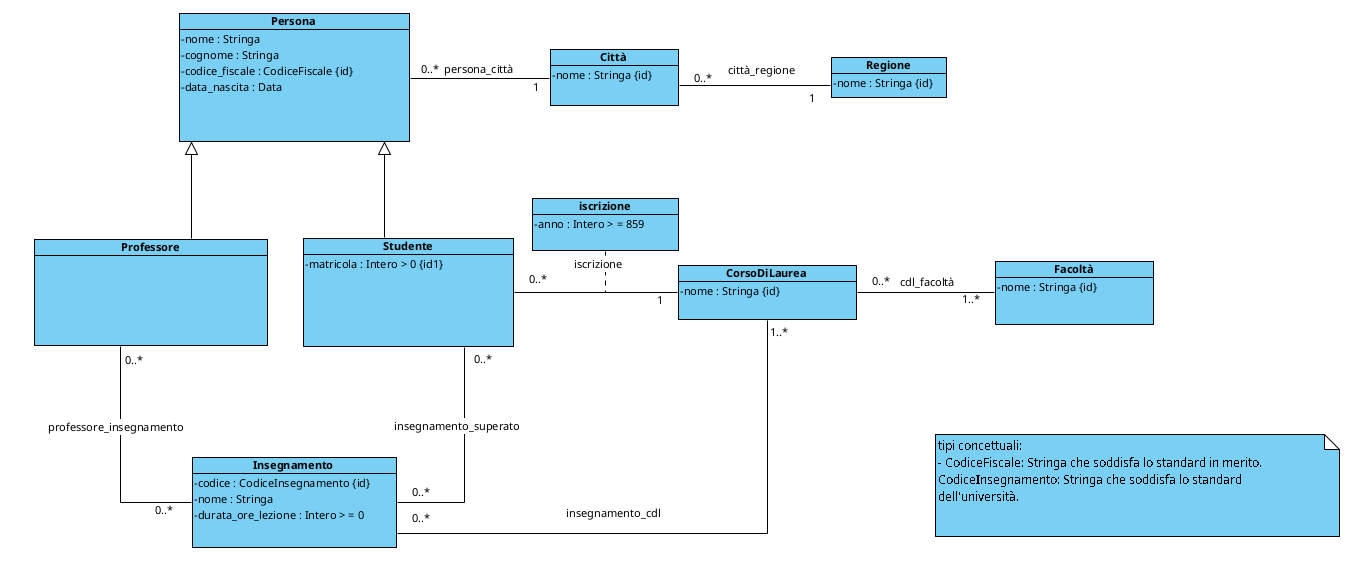 Persona
-nome : Stringa
-cognome : Stringa
-codice_fiscale : CodiceFiscale {id}
-data_nascita : Data
0..* persona_città
1
Città
-nome : Stringa {id}
0..*
città_regione
1
Regione
-nome : Stringa {id}
Professore
Studente
-matricola : Intero > 0 {id1}
iscrizione
-anno : Intero > = 859
iscrizione
0..*
1
CorsoDiLaurea
-nome : Stringa {id}
0..*
cdl_facoltà
1..*
Facoltà
-nome : Stringa {id}
0..*
0..*
1..*
professore_insegnamento
insegnamento_superato
Insegnamento
-codice : CodiceInsegnamento {id}
-nome : Stringa
-durata_ore_lezione : Intero > = 0
0..*
0..*
0..*
insegnamento_cdl
tipi concettuali:
- CodiceFiscale: Stringa che soddisfa lo standard in merito.
CodiceInsegnamento: Stringa che soddisfa lo standard
dell'università.